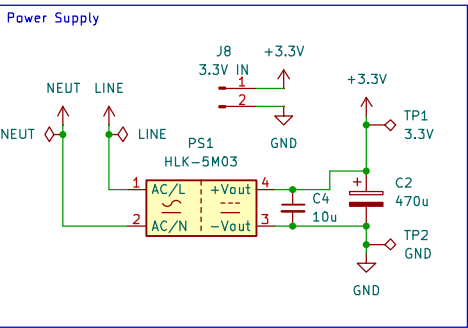 Power Supply
J8
3.3V IN
1
2
+3.3V
GND
NEUT
LINE
NEUT
LINE
PS1
HLK-5M03
1
AC/L
+Vout
4
2
AC/N
-Vout
3
C4
10u
+3.3V
TP1
3.3V
+
C2
470u
TP2
GND
GND